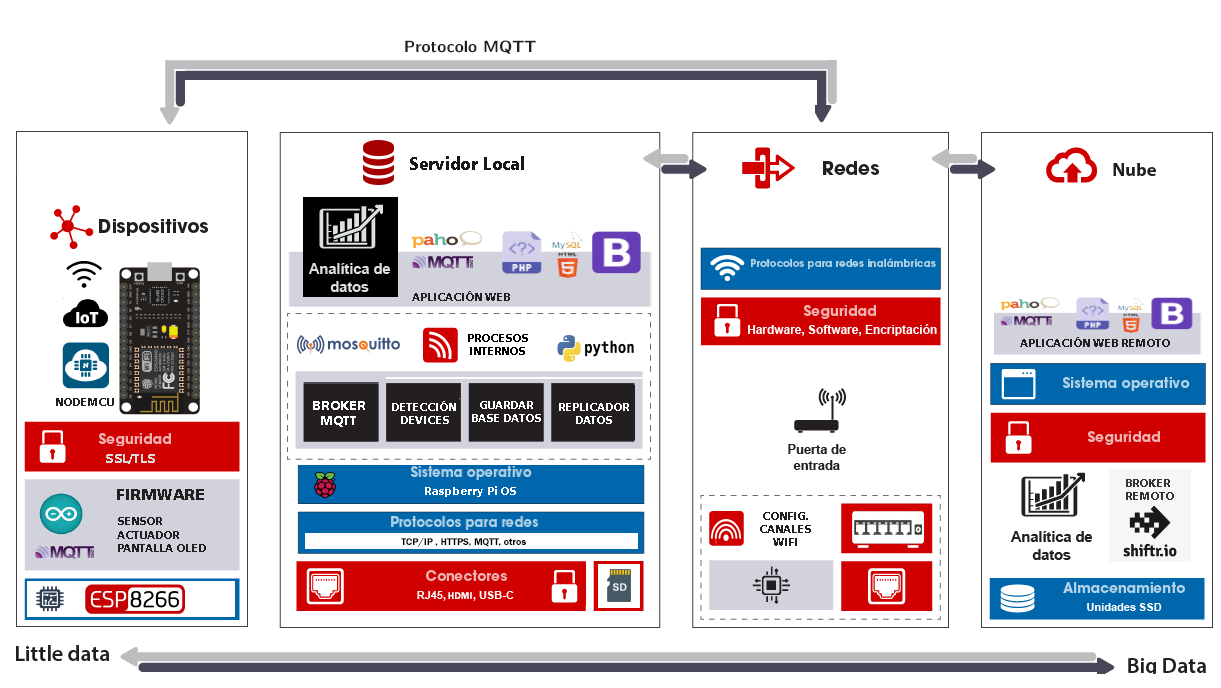 Protocolo MQTT
Dispositivos
IoT
NODEMCU
Seguridad
SSL/TLS
FIRMWARE
SENSOR
ACTUADOR
PANTALLA OLED
MQTT
ESP8266
Servidor Local
Analítica de
datos
paho
MQTT
<?>
PHP
MySQL
HTML
5
B
APLICACIÓN WEB
mosquitto
PROCESOS
INTERNOS
python
BROKER
MQTT
DETECCIÓN
DEVICES
GUARDAR
BASE DATOS
REPLICADOR
DATOS
Sistema operativo
Raspberry Pi OS
Protocolos para redes
TCP/IP , HTTPS, MQTT, otros
Conectores
RJ45, HDMI, USB-C
SD
Redes
Protocolos para redes inalámbricas
Seguridad
Hardware, Software, Encriptación
Puerta de
entrada
CONFIG.
CANALES
WIFI
Nube
paho
MQTT
<?>
PHP
MySQL
HTML
5
B
APLICACIÓN WEB REMOTO
Sistema operativo
Seguridad
Analítica de
datos
BROKER
REMOTO
shiftr.io
Almacenamiento
Unidades SSD
Little data
Big Data